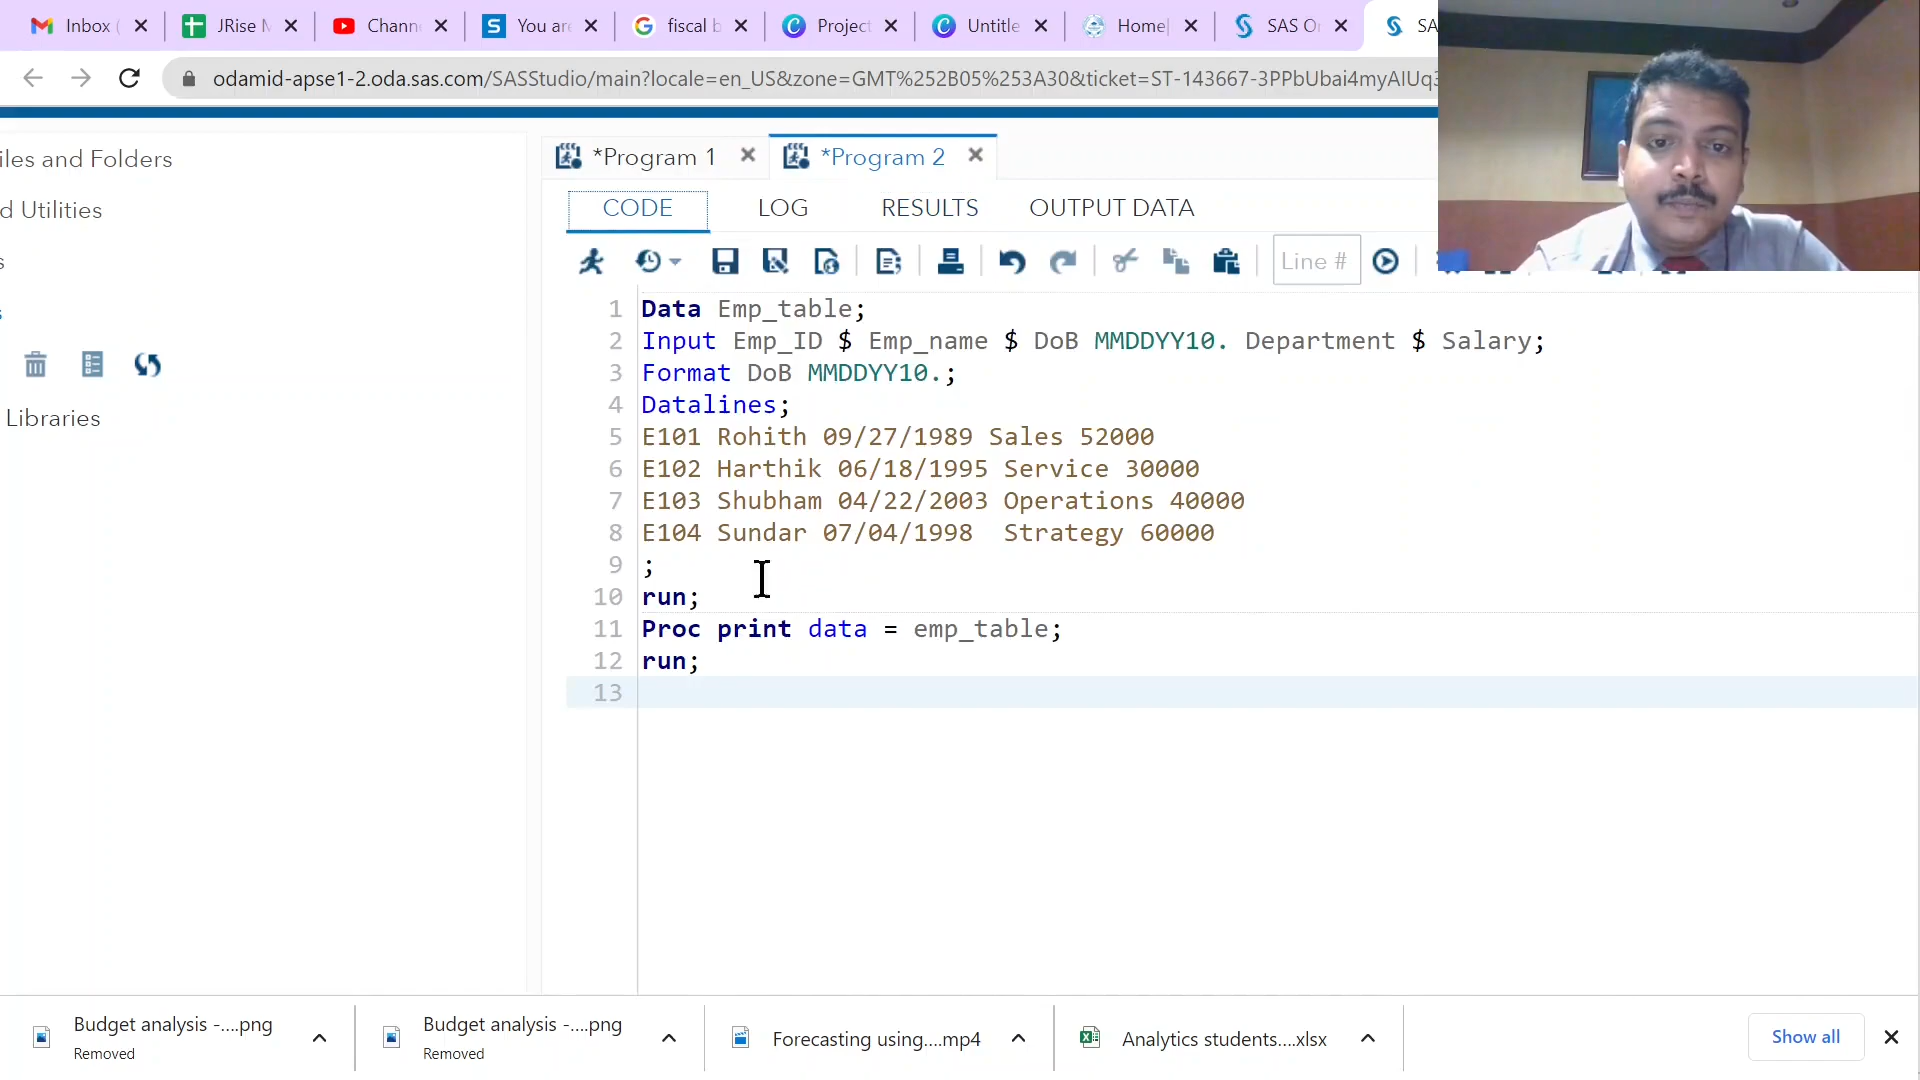 Inbox (
JRise M
Chann
You are
fiscal b
Project
Untitle
Home|
SAS O
SA
odamid-apse1-2.oda.sas.com/SASStudio/main?locale=en_US&zone=GMT%252B05%253A30&ticket=ST-143667-3PPbUbai4myAIUq3
iles and Folders
d Utilities
s
s
Libraries
*Program 1
*Program 2
CODE
LOG
RESULTS
OUTPUT DATA
Line #
1 Data Emp_table;
2 Input Emp_ID $ Emp_name $ DoB MMDDYY10. Department $ Salary;
3 Format DoB MMDDYY10.;
4 Datalines;
5 E101 Rohith 09/27/1989 Sales 52000
6 E102 Harthik 06/18/1995 Service 30000
7 E103 Shubham 04/22/2003 Operations 40000
8 E104 Sundar 07/04/1998  Strategy 60000
9 ;
10 run;
11 Proc print data = emp_table;
12 run;
13
Budget analysis -....png
Removed
Budget analysis -....png
Removed
Forecasting using....mp4
Analytics students....xlsx
Show all